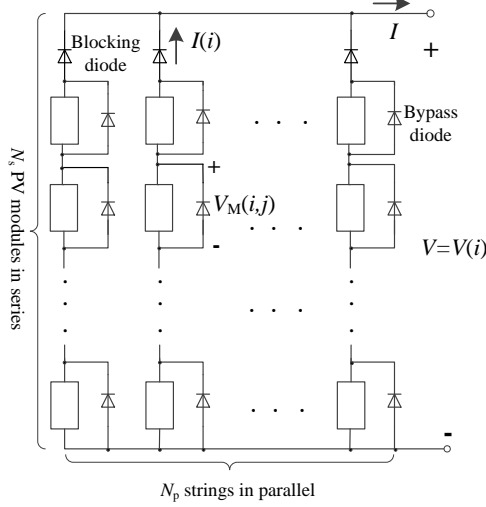 I
+
Blocking
diode
I(i)
Bypass
diode
N_s PV modules in series
+
V_M(i,j)
-
V=V(i)
-
N_p strings in parallel